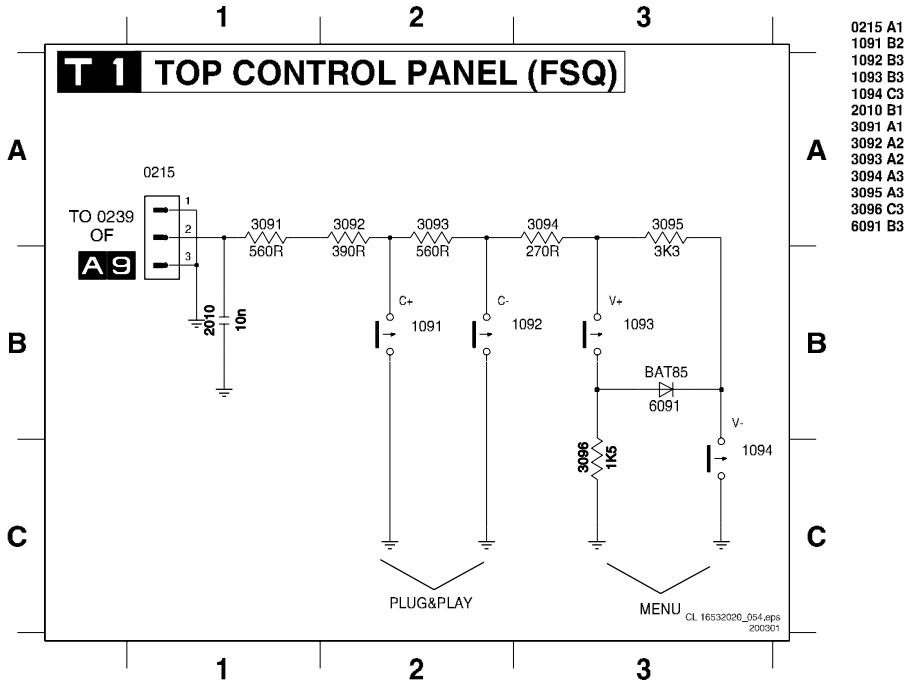 1 2 3
T 1 TOP CONTROL PANEL (FSQ)
0215 A1
1091 B2
1092 B3
1093 B3
1094 C3
2010 B1
3091 A1
3092 A2
3093 A2
3094 A3
3095 A3
3096 C3
6091 B3
A A
0215
1
2
3
TO 0239
OF
A 9
3091
560R
3092
390R
3093
560R
3094
270R
3095
3K3
2010
10n
C+
1091
C-
1092
V+
1093
B B
BAT85
6091
V-
1094
3096
1K5
C C
PLUG&PLAY
MENU
CL 16532020_054.eps
200301
1 2 3